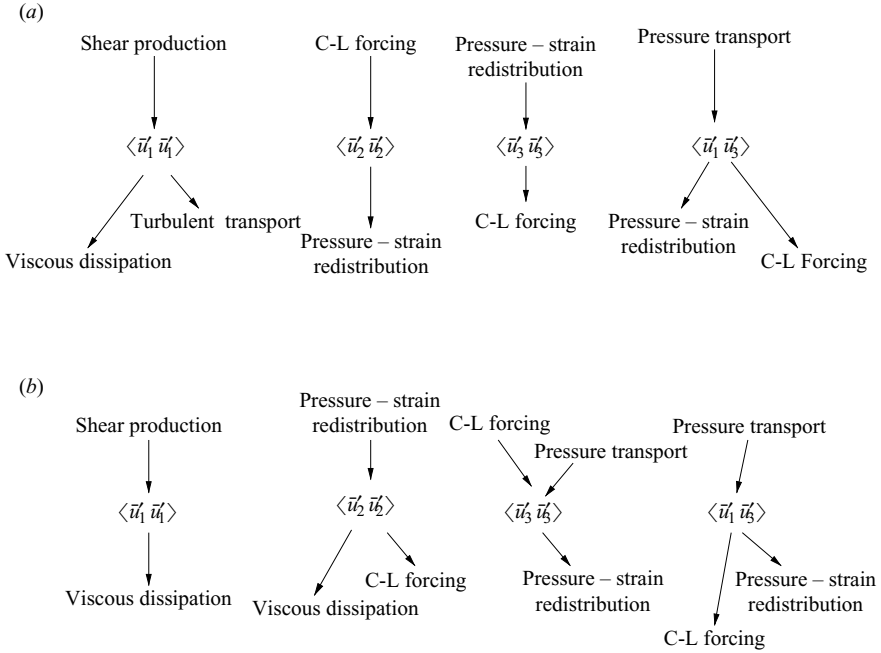 (a)
Shear production
C-L forcing
Pressure – strain
redistribution
Pressure transport
⟨ū′₁ ū′₁⟩
⟨ū′₂ ū′₂⟩
⟨ū′₃ ū′₃⟩
⟨ū′₁ ū′₃⟩
Viscous dissipation
Turbulent transport
Pressure – strain
redistribution
C-L forcing
Pressure – strain
redistribution
C-L Forcing
(b)
Shear production
Pressure – strain
redistribution
C-L forcing
Pressure transport
Pressure transport
⟨ū′₁ ū′₁⟩
⟨ū′₂ ū′₂⟩
⟨ū′₃ ū′₃⟩
⟨ū′₁ ū′₃⟩
Viscous dissipation
Viscous dissipation
C-L forcing
Pressure – strain
redistribution
C-L forcing
Pressure – strain
redistribution